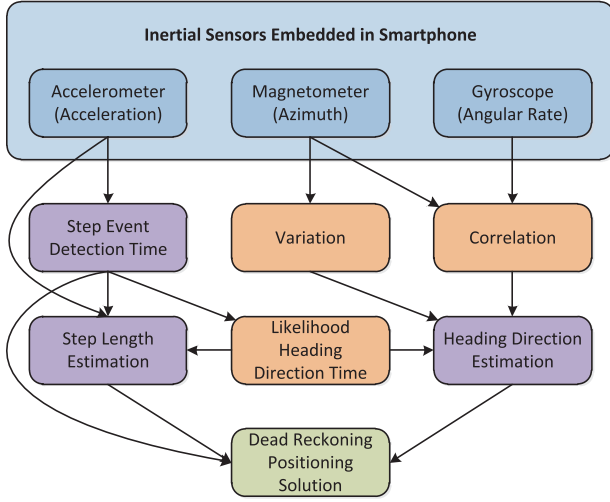 Inertial Sensors Embedded in Smartphone
Accelerometer
(Acceleration)
Magnetometer
(Azimuth)
Gyroscope
(Angular Rate)
Step Event
Detection Time
Variation
Correlation
Step Length
Estimation
Likelihood
Heading
Direction Time
Heading Direction
Estimation
Dead Reckoning
Positioning
Solution